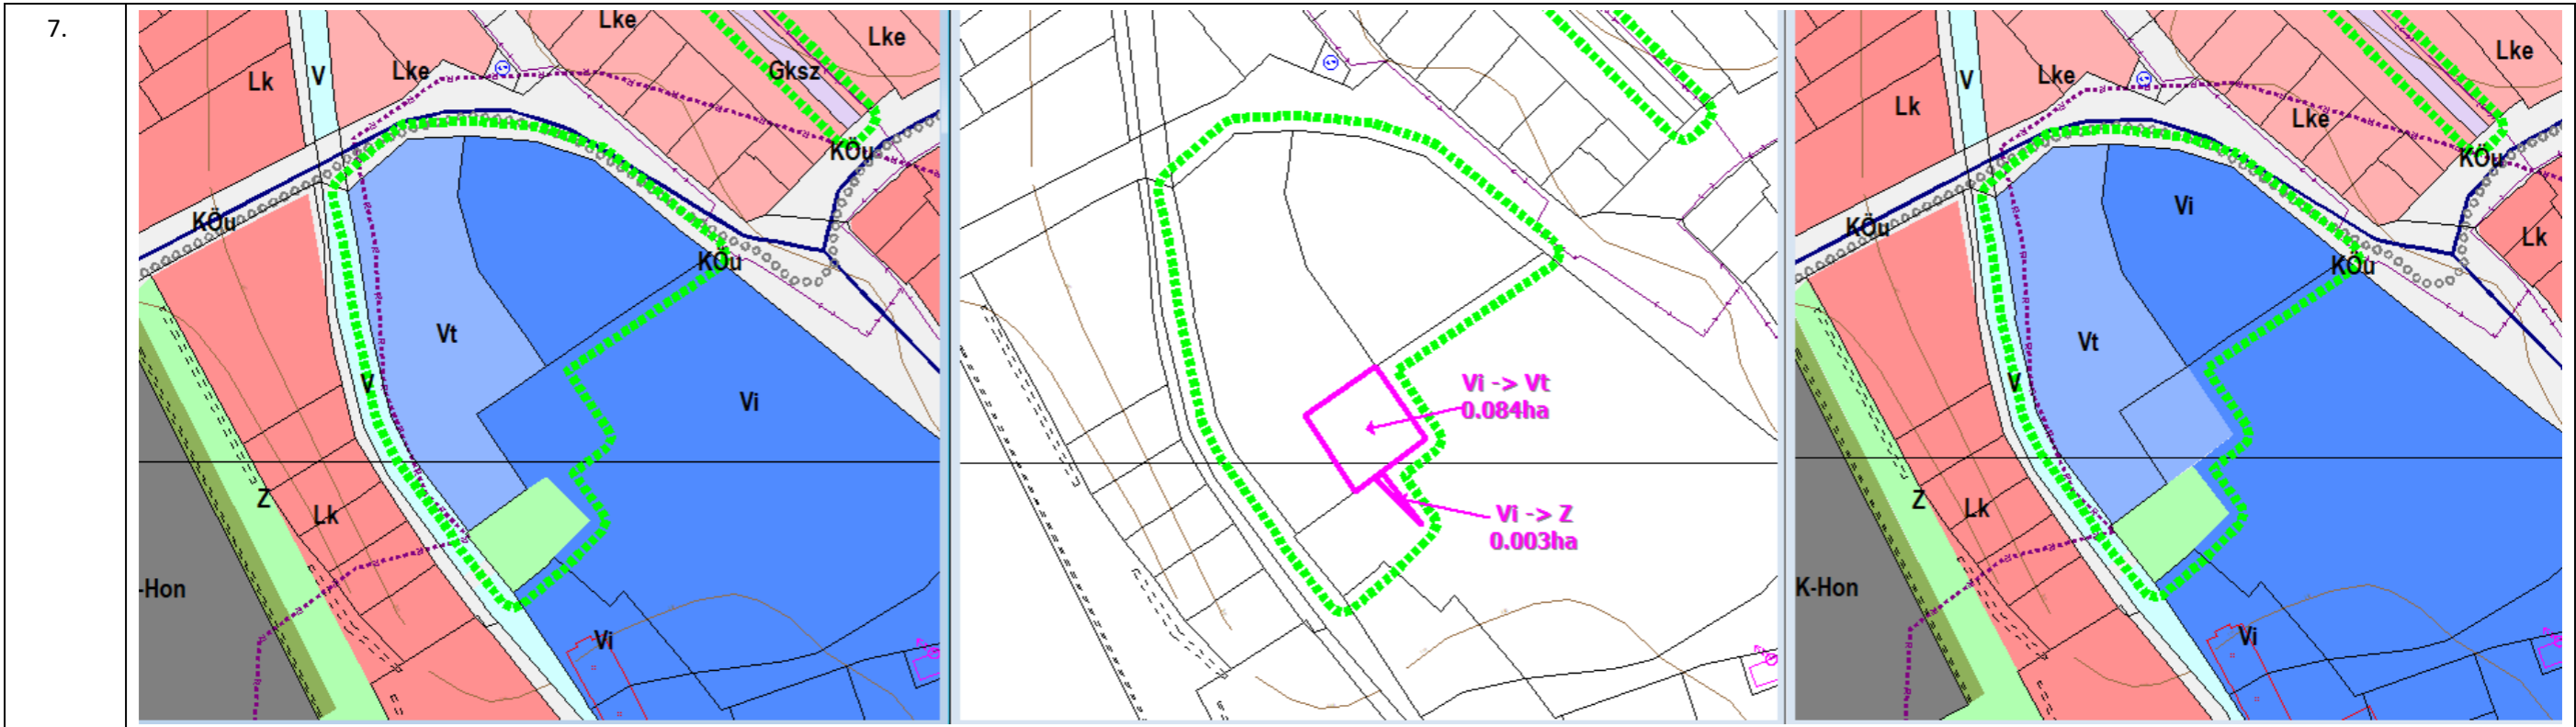 7.
Lke
Lke
Lk
V
Lke
Gksz
KÖu
KÖu
KÖu
Vt
V
Vi
Z
Lk
-Hon
Vi
Vi -> Vt
0.084ha
Vi -> Z
0.003ha
Lke
V
Lke
Lk
Lke
KÖu
Vi
KÖu
Lk
KÖu
Vt
V
Z
Lk
K-Hon
Vi